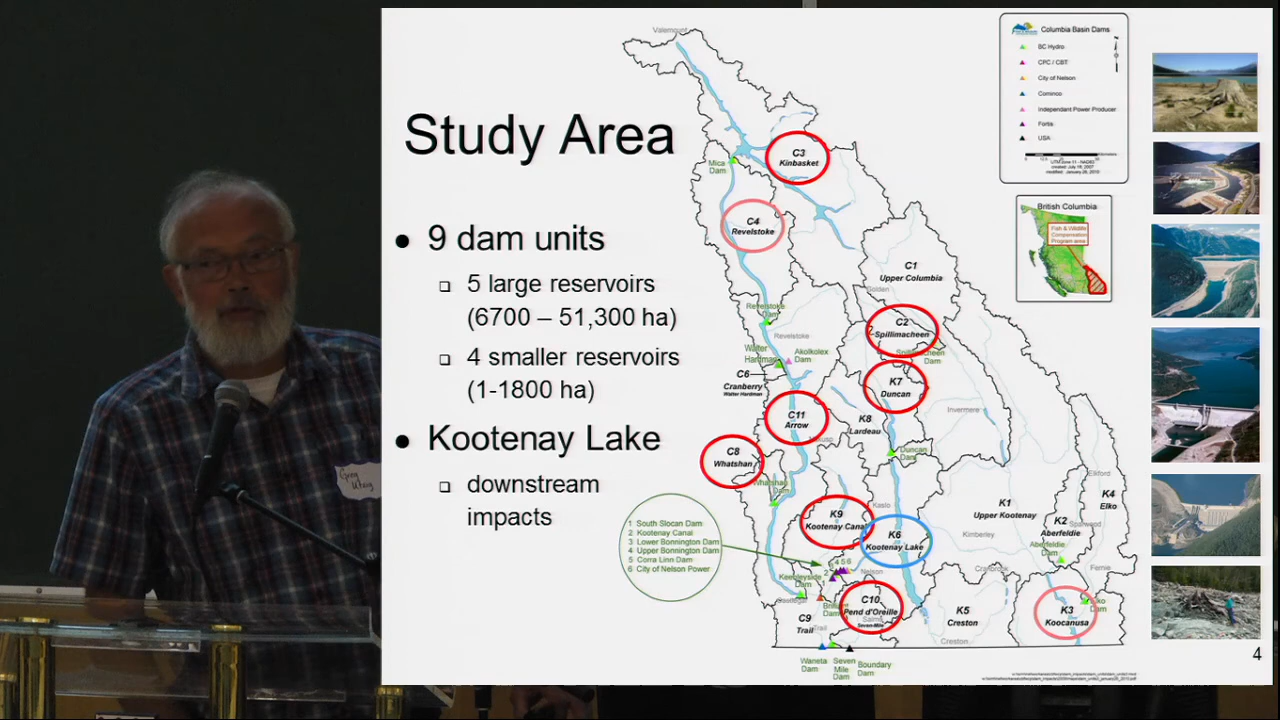 Study Area
● 9 dam units
❑ 5 large reservoirs
(6700 – 51,300 ha)
❑ 4 smaller reservoirs
(1-1800 ha)
● Kootenay Lake
❑ downstream
impacts
Valemount
C3
Kinbasket
Mica
Dam
C4
Revelstoke
C1
Upper Columbia
Golden
Revelstoke
Dam
C2
Spillimacheen
Spillimacheen
Dam
Revelstoke
Walter
Hardman
Akolkolex
Dam
C6
Cranberry
Walter Hardman
K7
Duncan
Invermere
C11
Arrow
K8
Lardeau
C8
Whatshan
Duncan
Dam
Whatshan
Dam
Kaslo
K9
Kootenay Canal
K6
Kootenay Lake
K1
Upper Kootenay
Elkford
K4
Elko
K2
Aberfeldie
Sparwood
Kimberley
Aberfeldie
Dam
1 South Slocan Dam
2 Kootenay Canal
3 Lower Bonnington Dam
4 Upper Bonnington Dam
5 Corra Linn Dam
6 City of Nelson Power
Nelson
Keenleyside
Dam
Cranbrook
Fernie
Castlegar
C10
Pend d'Oreille
Seven-Mile
C9
Trail
Trail
K5
Creston
Creston
K3
Koocanusa
Elko
Dam
Waneta
Dam
Seven
Mile
Dam
Boundary
Dam
Columbia Basin Dams
BC Hydro
CPC / CBT
City of Nelson
Cominco
Independant Power Producer
Fortis
USA
British Columbia
Fish & Wildlife
Compensation
Program area
4
Greg